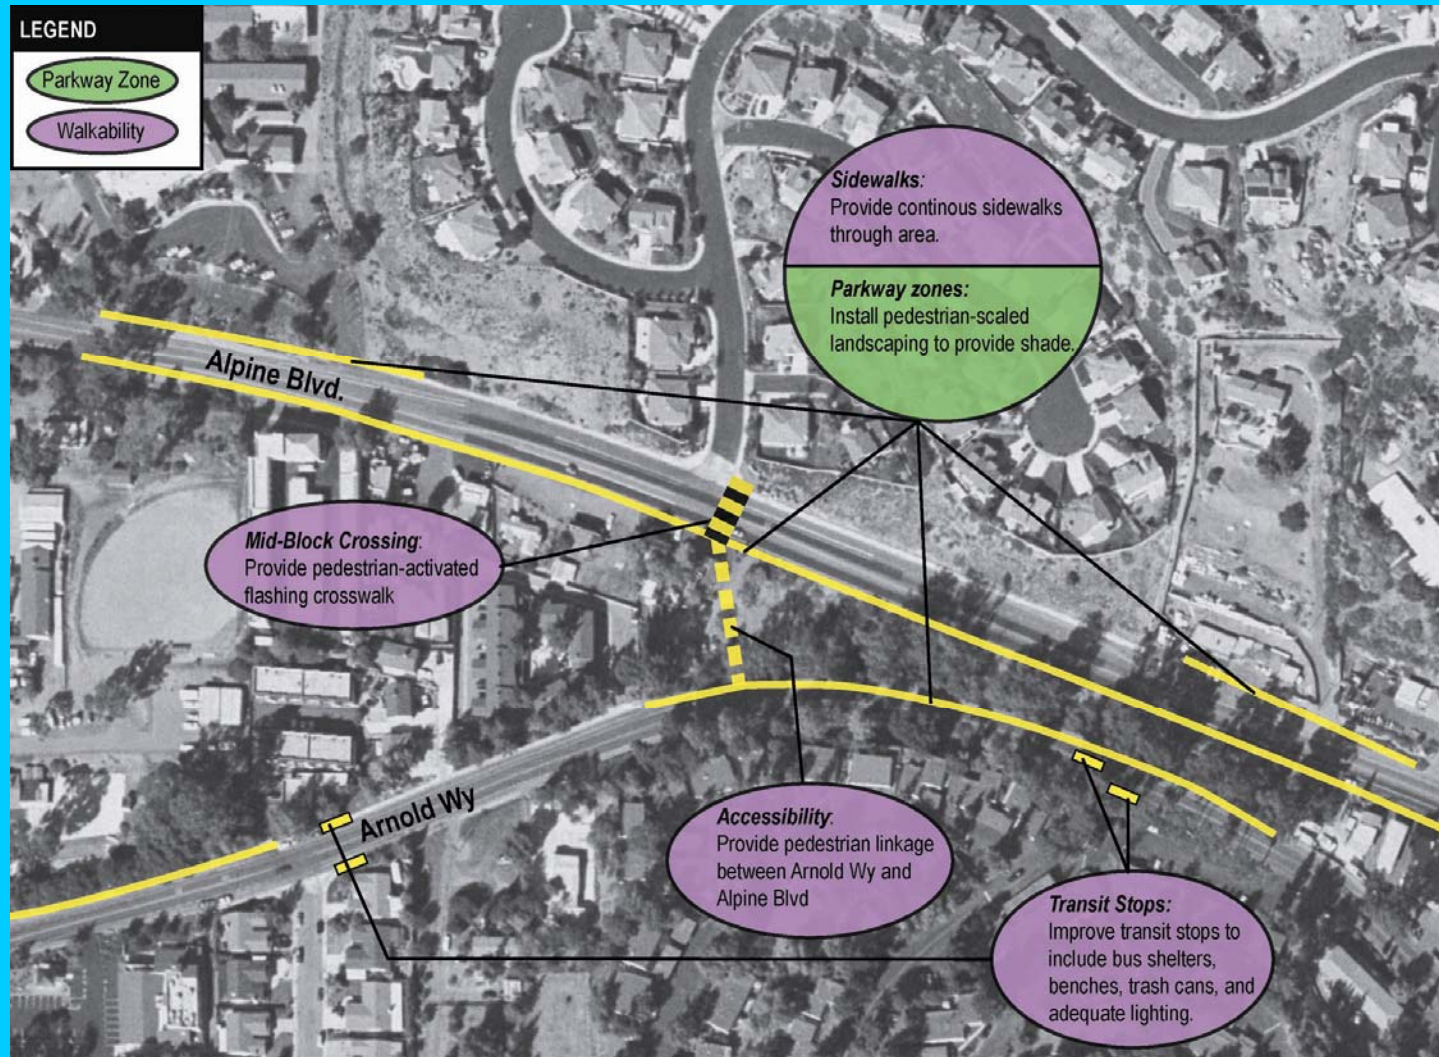 LEGEND
Parkway Zone
Walkability
Sidewalks:
Provide continous sidewalks
through area.
Parkway zones:
Install pedestrian-scaled
landscaping to provide shade.
Alpine Blvd.
Mid-Block Crossing:
Provide pedestrian-activated
flashing crosswalk
Arnold Wy
Accessibility:
Provide pedestrian linkage
between Arnold Wy and
Alpine Blvd
Transit Stops:
Improve transit stops to
include bus shelters,
benches, trash cans, and
adequate lighting.